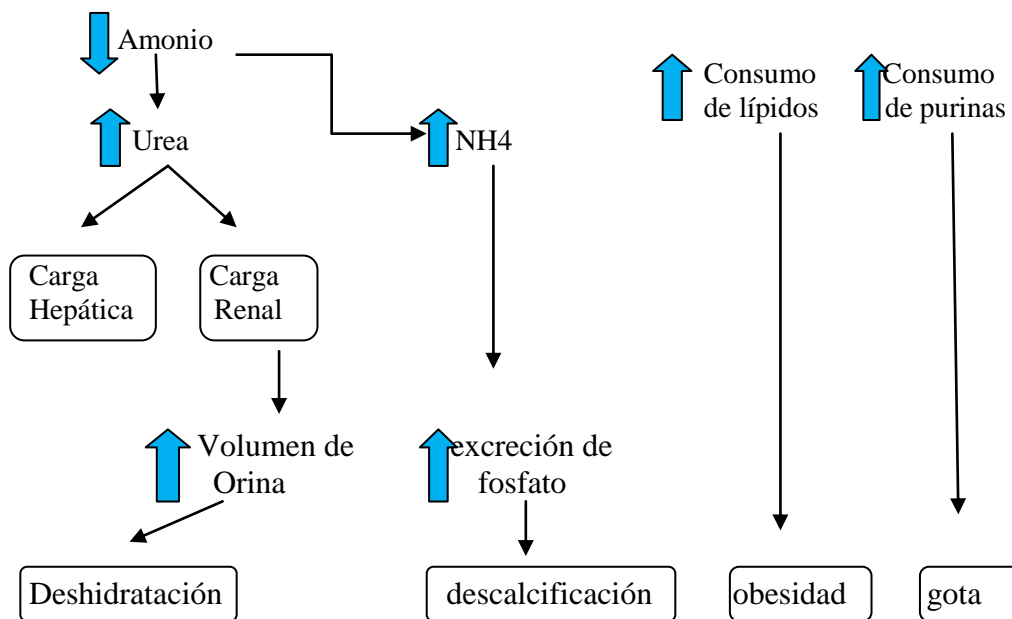 Amonio
Urea
NH4
Consumo
de lípidos
Consumo
de purinas
Carga
Hepática
Carga
Renal
Volumen de
Orina
excreción de
fosfato
Deshidratación
descalcificación
obesidad
gota